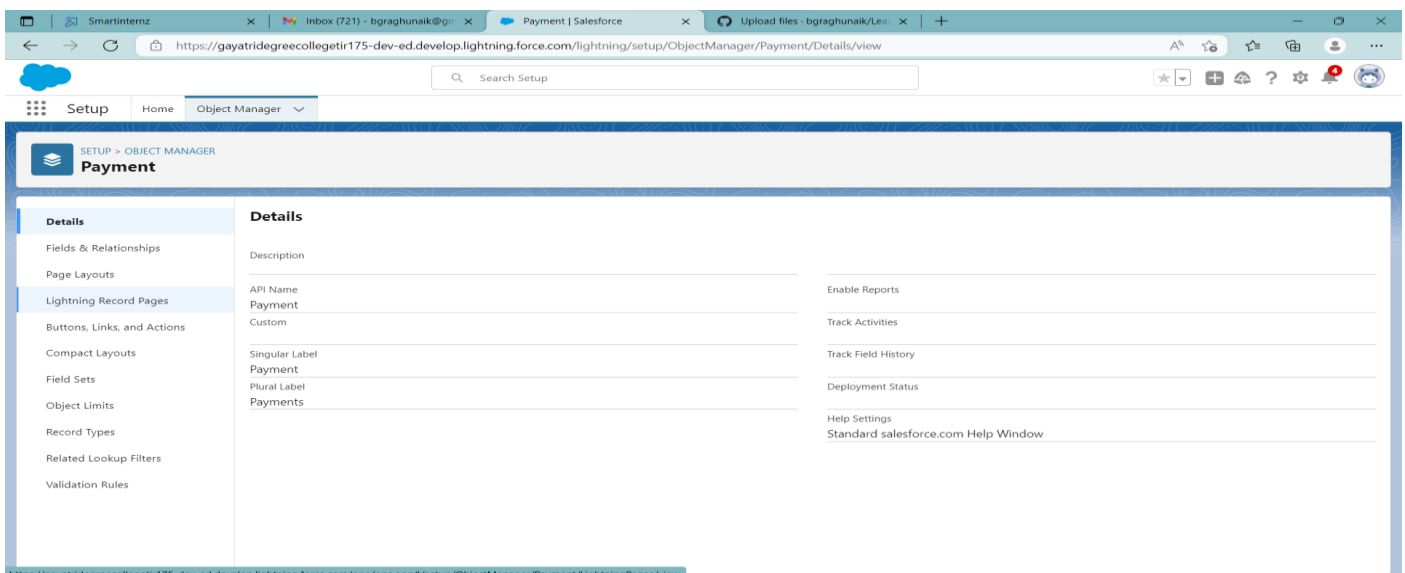 Smartinternz
Inbox (721) - bgraghunaik@gm
Payment | Salesforce
Upload files · bgraghunaik/Lea
https://gayatridegreecollegetir175-dev-ed.develop.lightning.force.com/lightning/setup/ObjectManager/Payment/Details/view
Search Setup
4
Setup
Home
Object Manager
SETUP > OBJECT MANAGER
Payment
Details
Fields & Relationships
Page Layouts
Lightning Record Pages
Buttons, Links, and Actions
Compact Layouts
Field Sets
Object Limits
Record Types
Related Lookup Filters
Validation Rules
Details
Description
API Name
Payment
Custom
Singular Label
Payment
Plural Label
Payments
Enable Reports
Track Activities
Track Field History
Deployment Status
Help Settings
Standard salesforce.com Help Window